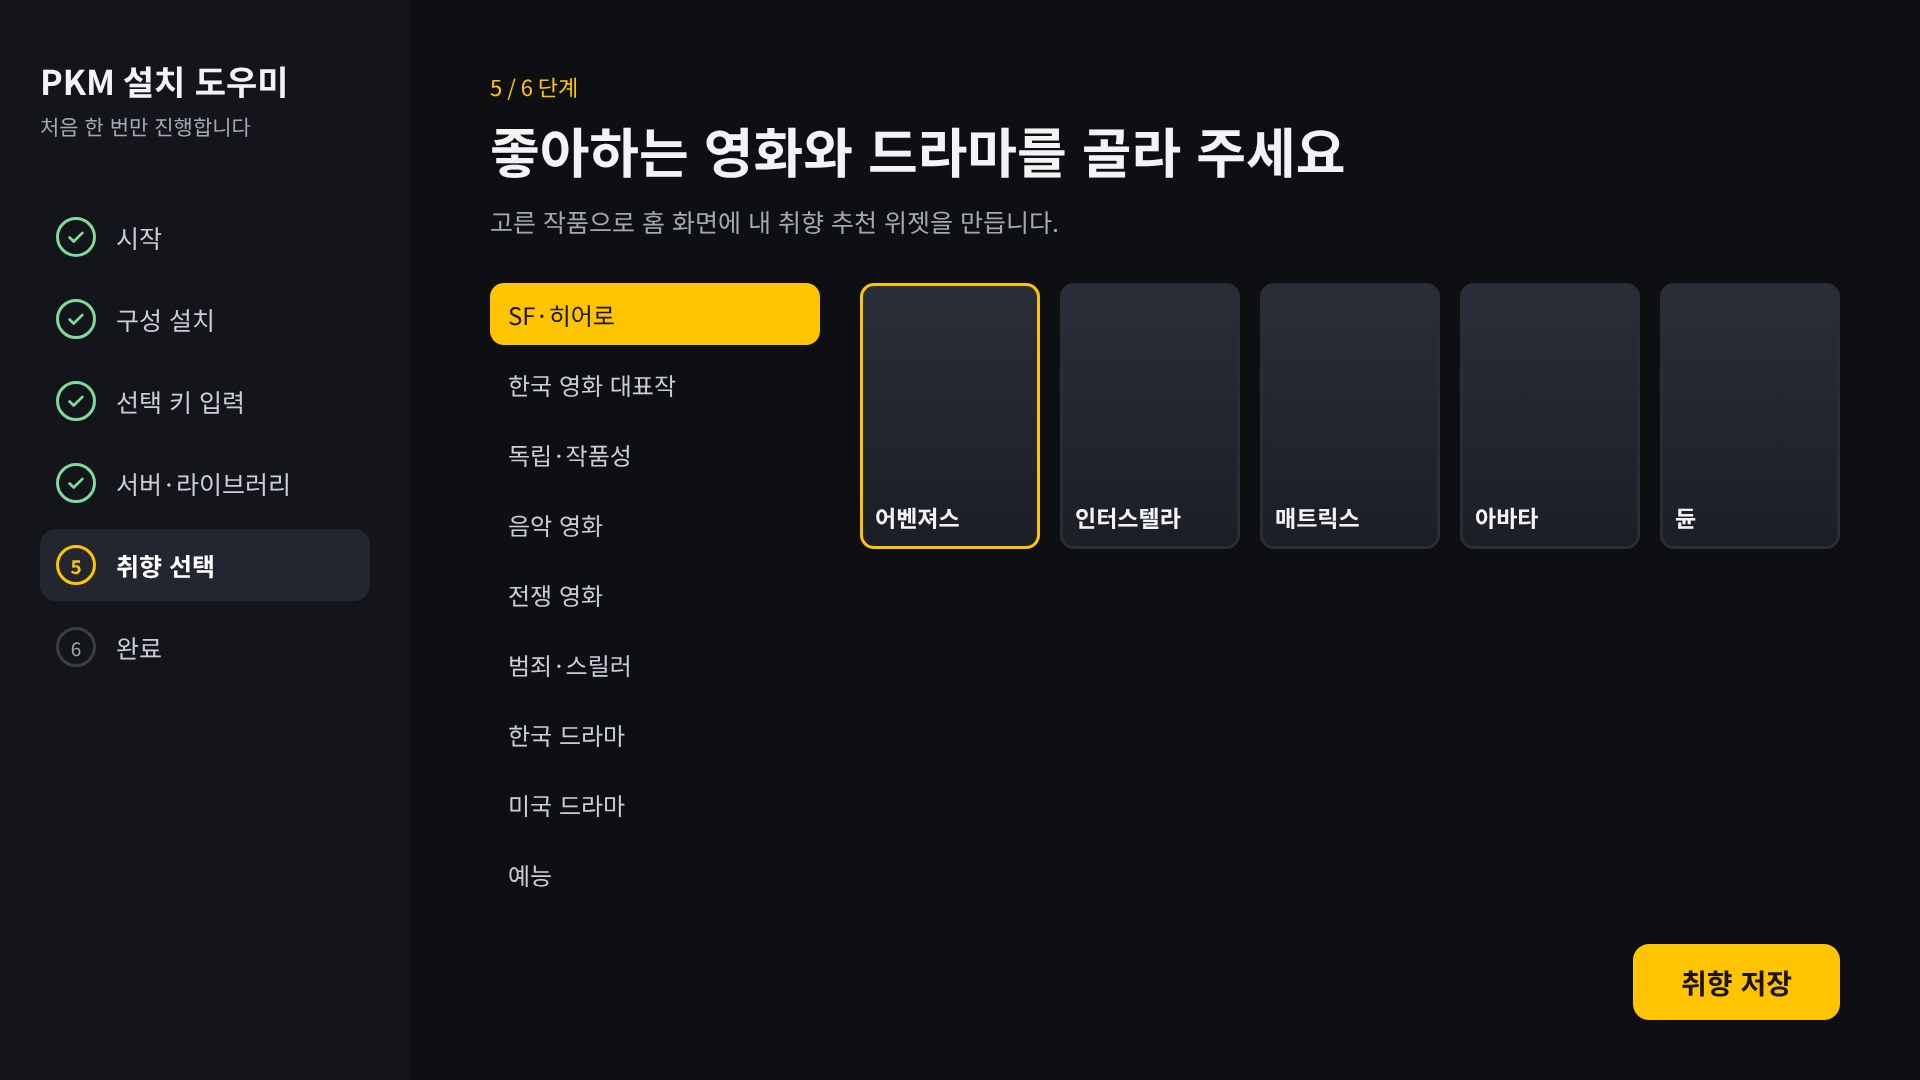 PKM 설치 도우미
처음 한 번만 진행합니다
시작
구성 설치
선택 키 입력
서버·라이브러리
5 취향 선택
6 완료
5 / 6 단계
좋아하는 영화와 드라마를 골라 주세요
고른 작품으로 홈 화면에 내 취향 추천 위젯을 만듭니다.
SF·히어로
한국 영화 대표작
독립·작품성
음악 영화
전쟁 영화
범죄·스릴러
한국 드라마
미국 드라마
예능
어벤져스
인터스텔라
매트릭스
아바타
듄
취향 저장